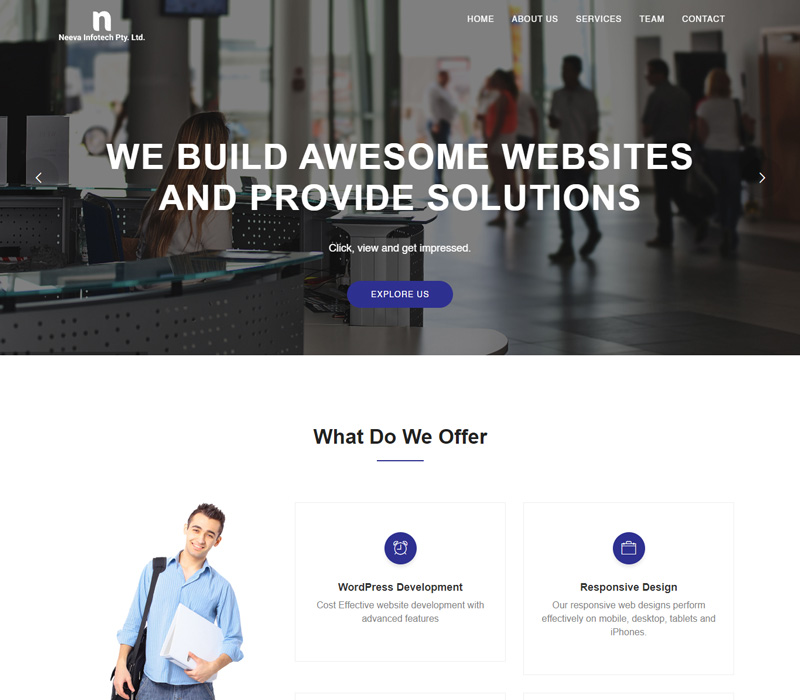 n
Neeva Infotech Pty. Ltd.
HOME ABOUT US SERVICES TEAM CONTACT
WE BUILD AWESOME WEBSITES
AND PROVIDE SOLUTIONS
Click, view and get impressed.
EXPLORE US
What Do We Offer
WordPress Development
Cost Effective website development with
advanced features
Responsive Design
Our responsive web designs perform
effectively on mobile, desktop, tablets and
iPhones.